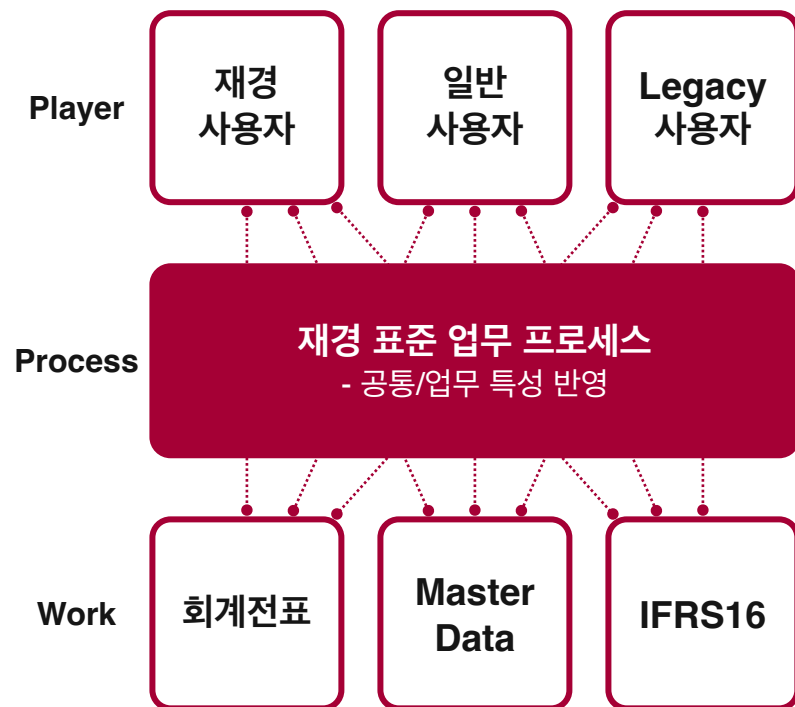 Player
재경
사용자
일반
사용자
Legacy
사용자
Process
재경 표준 업무 프로세스
- 공통/업무 특성 반영
Work
회계전표
Master
Data
IFRS16